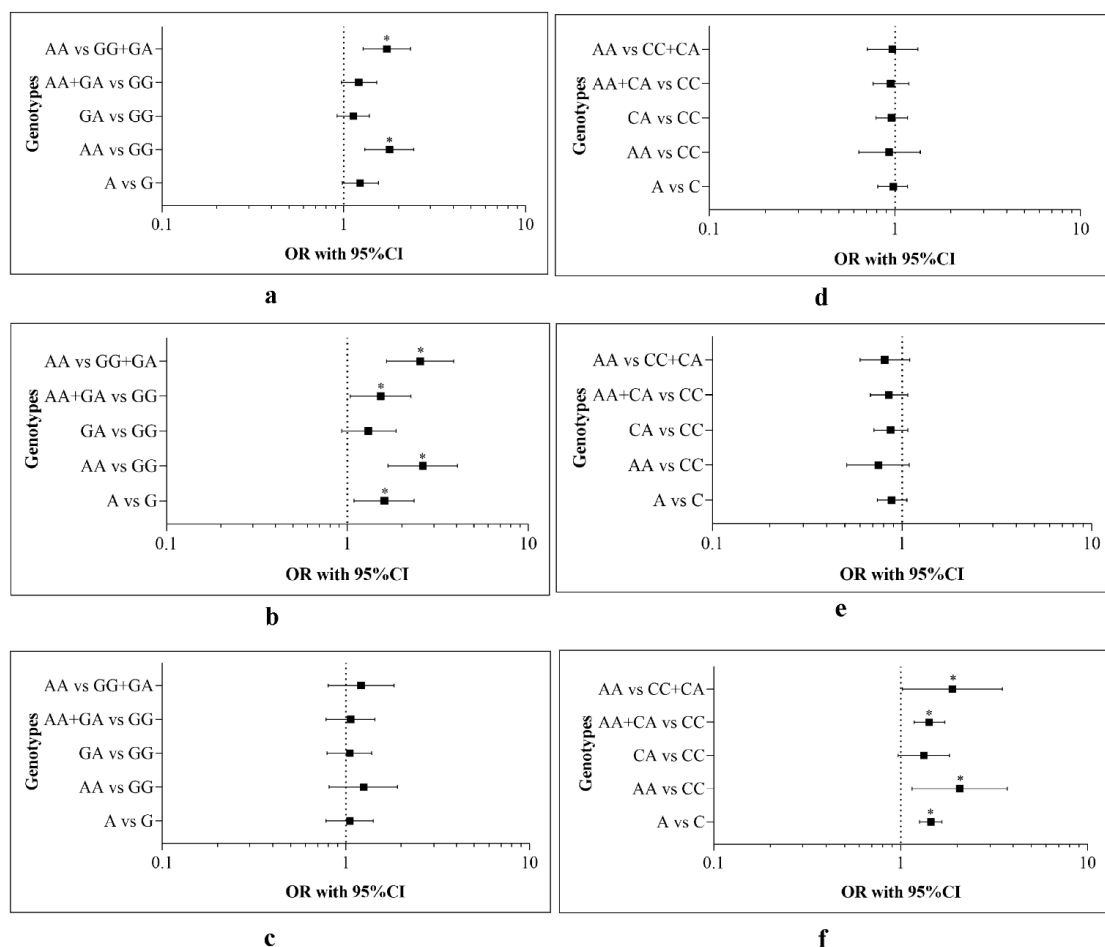 Genotypes
AA vs GG+GA
*
AA+GA vs GG
GA vs GG
AA vs GG
*
A vs G
0.1
1
10
OR with 95%CI
a
Genotypes
AA vs CC+CA
AA+CA vs CC
CA vs CC
AA vs CC
A vs C
0.1
1
10
OR with 95%CI
d
Genotypes
AA vs GG+GA
*
AA+GA vs GG
*
GA vs GG
AA vs GG
*
A vs G
*
0.1
1
10
OR with 95%CI
b
Genotypes
AA vs CC+CA
AA+CA vs CC
CA vs CC
AA vs CC
A vs C
0.1
1
10
OR with 95%CI
e
Genotypes
AA vs GG+GA
AA+GA vs GG
GA vs GG
AA vs GG
A vs G
0.1
1
10
OR with 95%CI
c
Genotypes
AA vs CC+CA
*
AA+CA vs CC
*
CA vs CC
AA vs CC
*
A vs C
*
0.1
1
10
OR with 95%CI
f